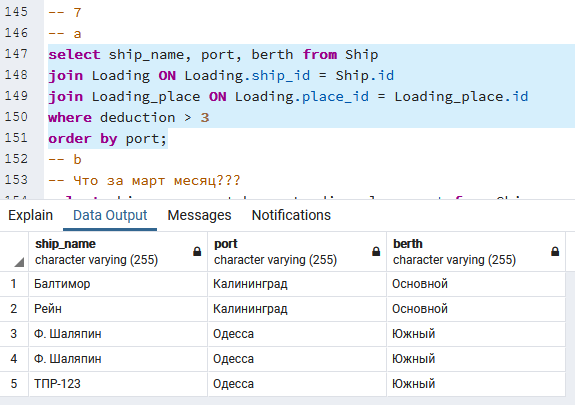 145 -- 7
146 -- a
147 select ship_name, port, berth from Ship
148 join Loading ON Loading.ship_id = Ship.id
149 join Loading_place ON Loading.place_id = Loading_place.id
150 where deduction > 3
151 order by port;
152 -- b
153 -- Что за март месяц???
Explain Data Output Messages Notifications
ship_name port berth
character varying (255) character varying (255) character varying (255)
1 Балтимор Калининград Основной
2 Рейн Калининград Основной
3 Ф. Шаляпин Одесса Южный
4 Ф. Шаляпин Одесса Южный
5 ТПР-123 Одесса Южный